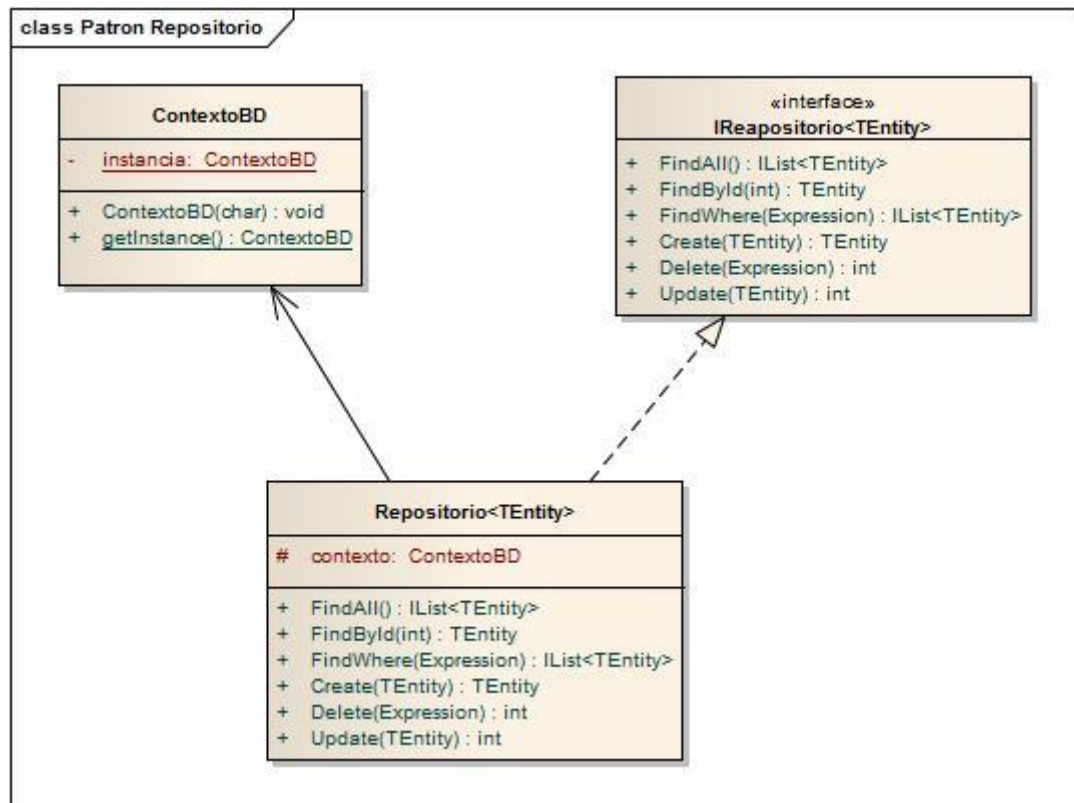 class Patron Repositorio
ContextoBD
- instancia: ContextoBD
+ ContextoBD(char) : void
+ getInstance() : ContextoBD
«interface»
IReapositorio<TEntity>
+ FindAll() : IList<TEntity>
+ FindById(int) : TEntity
+ FindWhere(Expression) : IList<TEntity>
+ Create(TEntity) : TEntity
+ Delete(Expression) : int
+ Update(TEntity) : int
Repositorio<TEntity>
# contexto: ContextoBD
+ FindAll() : IList<TEntity>
+ FindById(int) : TEntity
+ FindWhere(Expression) : IList<TEntity>
+ Create(TEntity) : TEntity
+ Delete(Expression) : int
+ Update(TEntity) : int